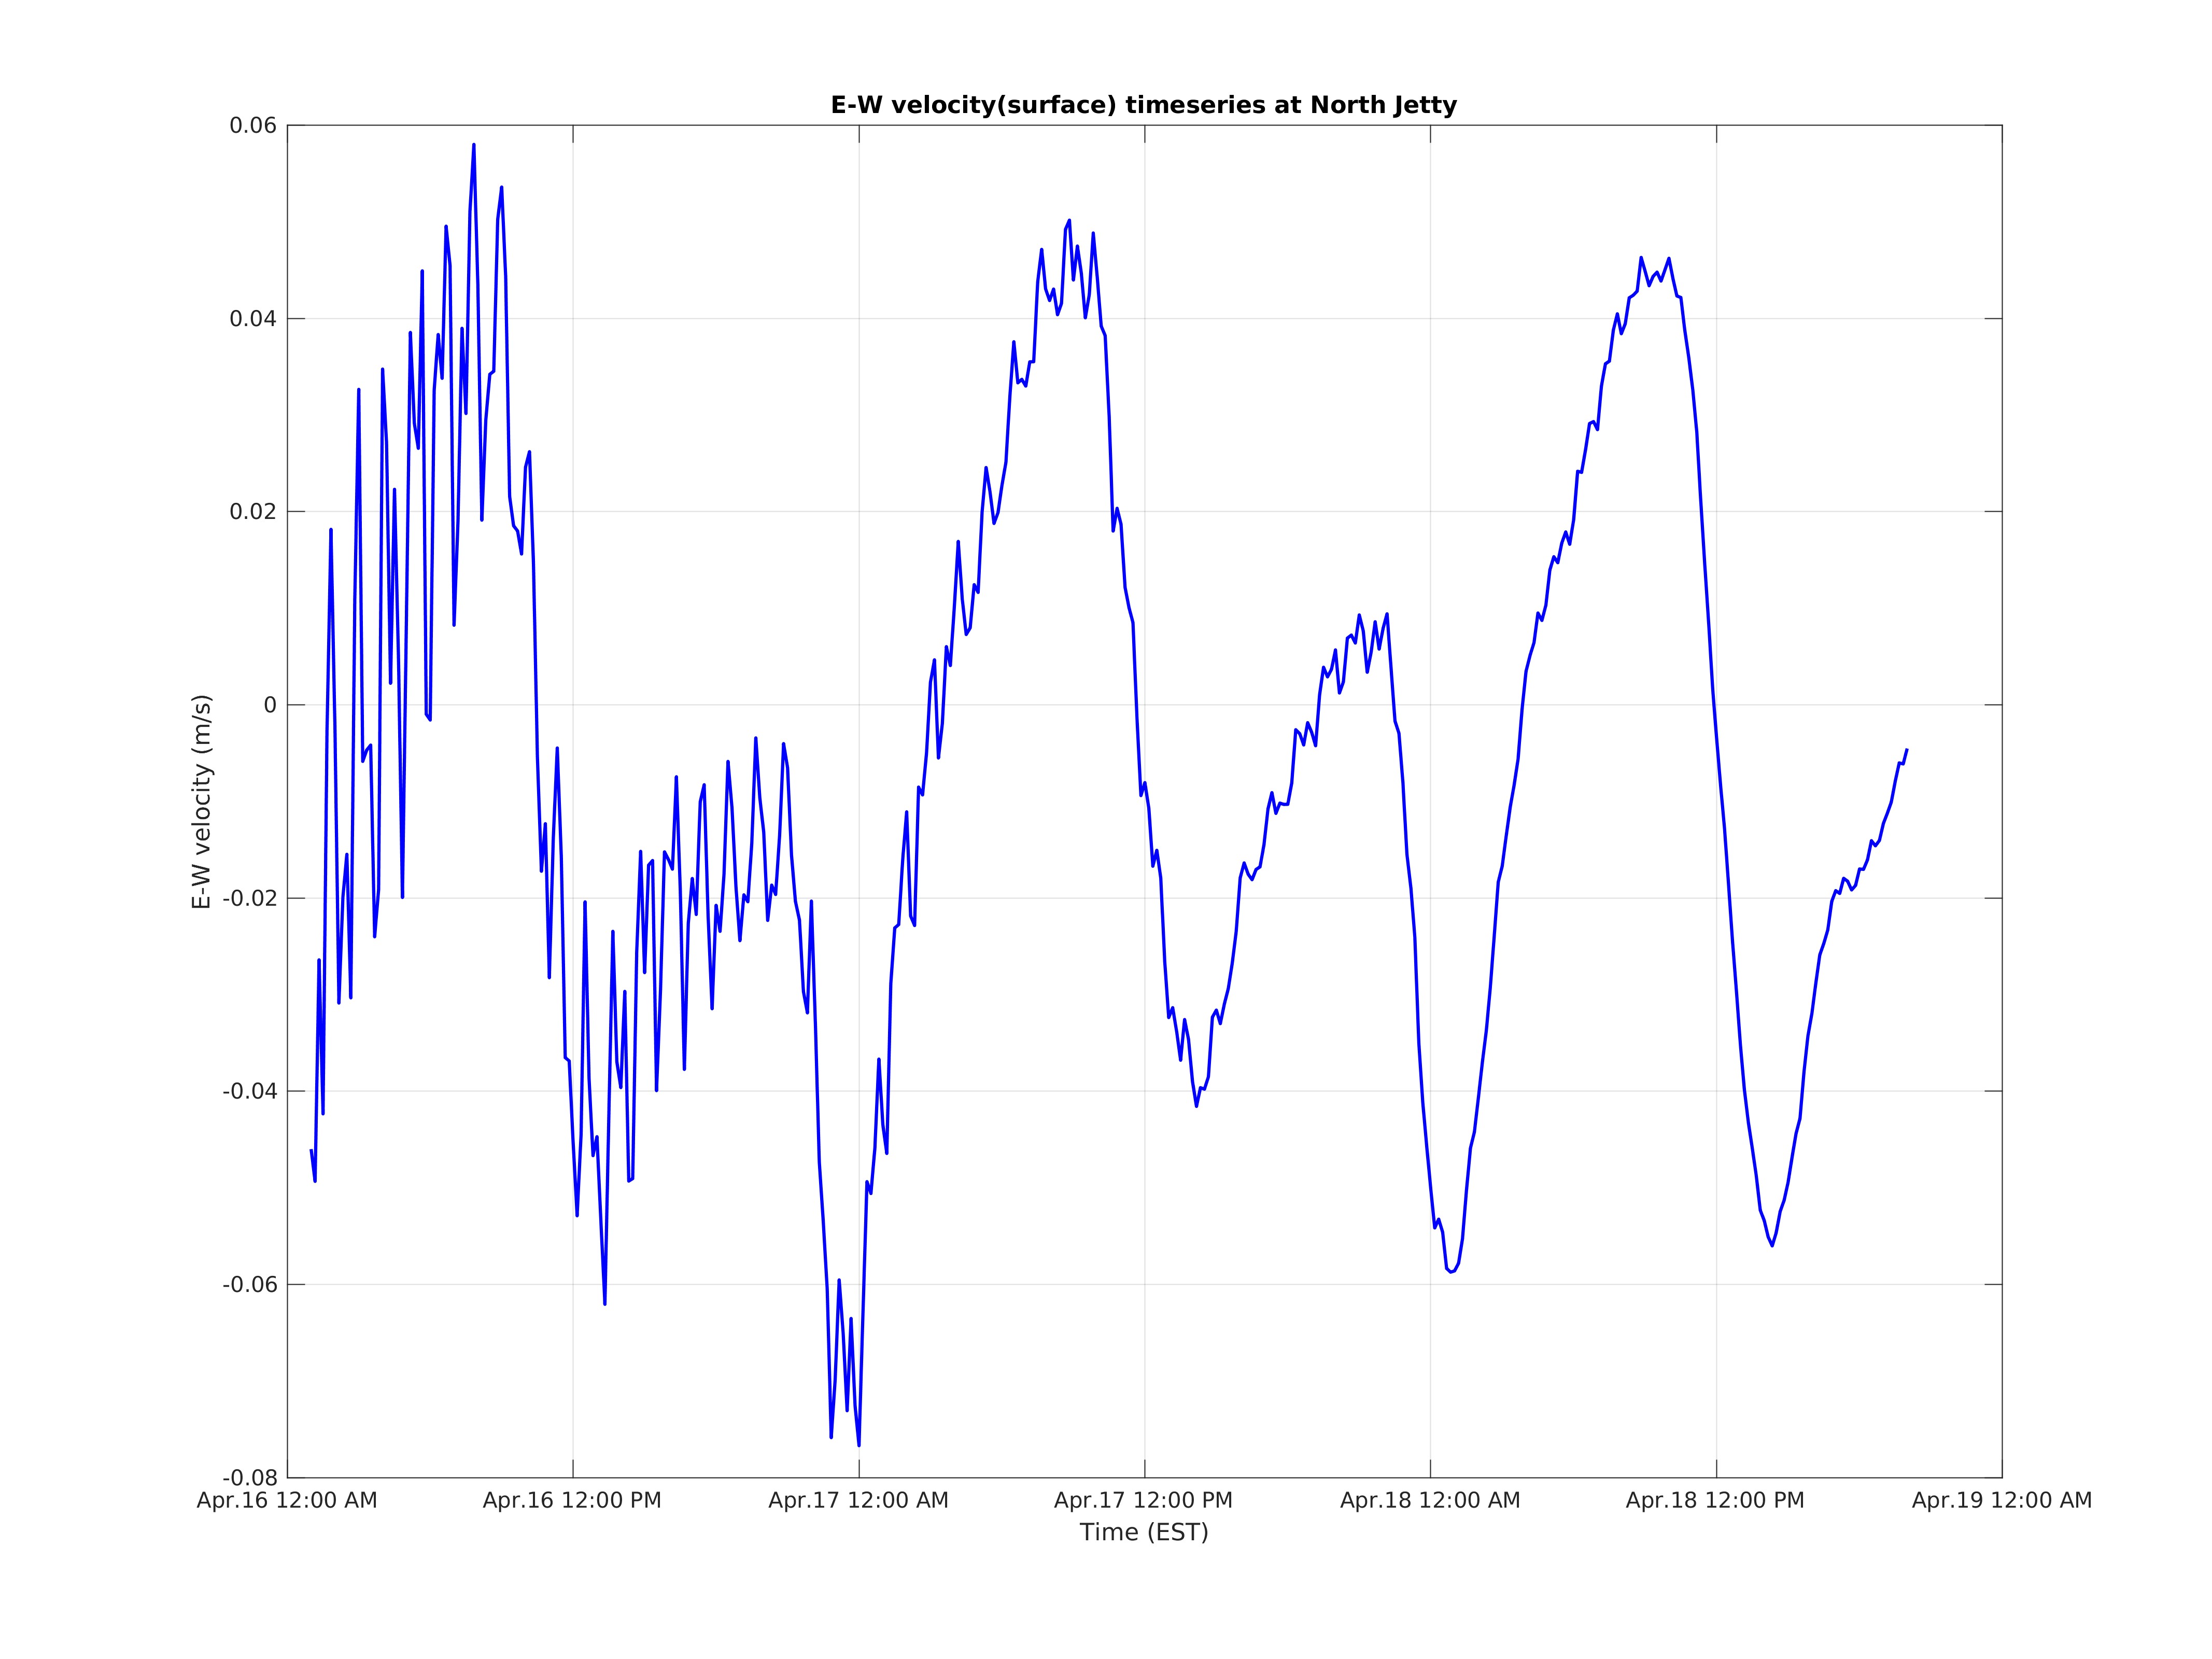 E-W velocity(surface) timeseries at North Jetty
0.06
0.04
0.02
0
-0.02
-0.04
-0.06
-0.08
E-W velocity (m/s)
Apr.16 12:00 AM
Apr.16 12:00 PM
Apr.17 12:00 AM
Apr.17 12:00 PM
Apr.18 12:00 AM
Apr.18 12:00 PM
Apr.19 12:00 AM
Time (EST)